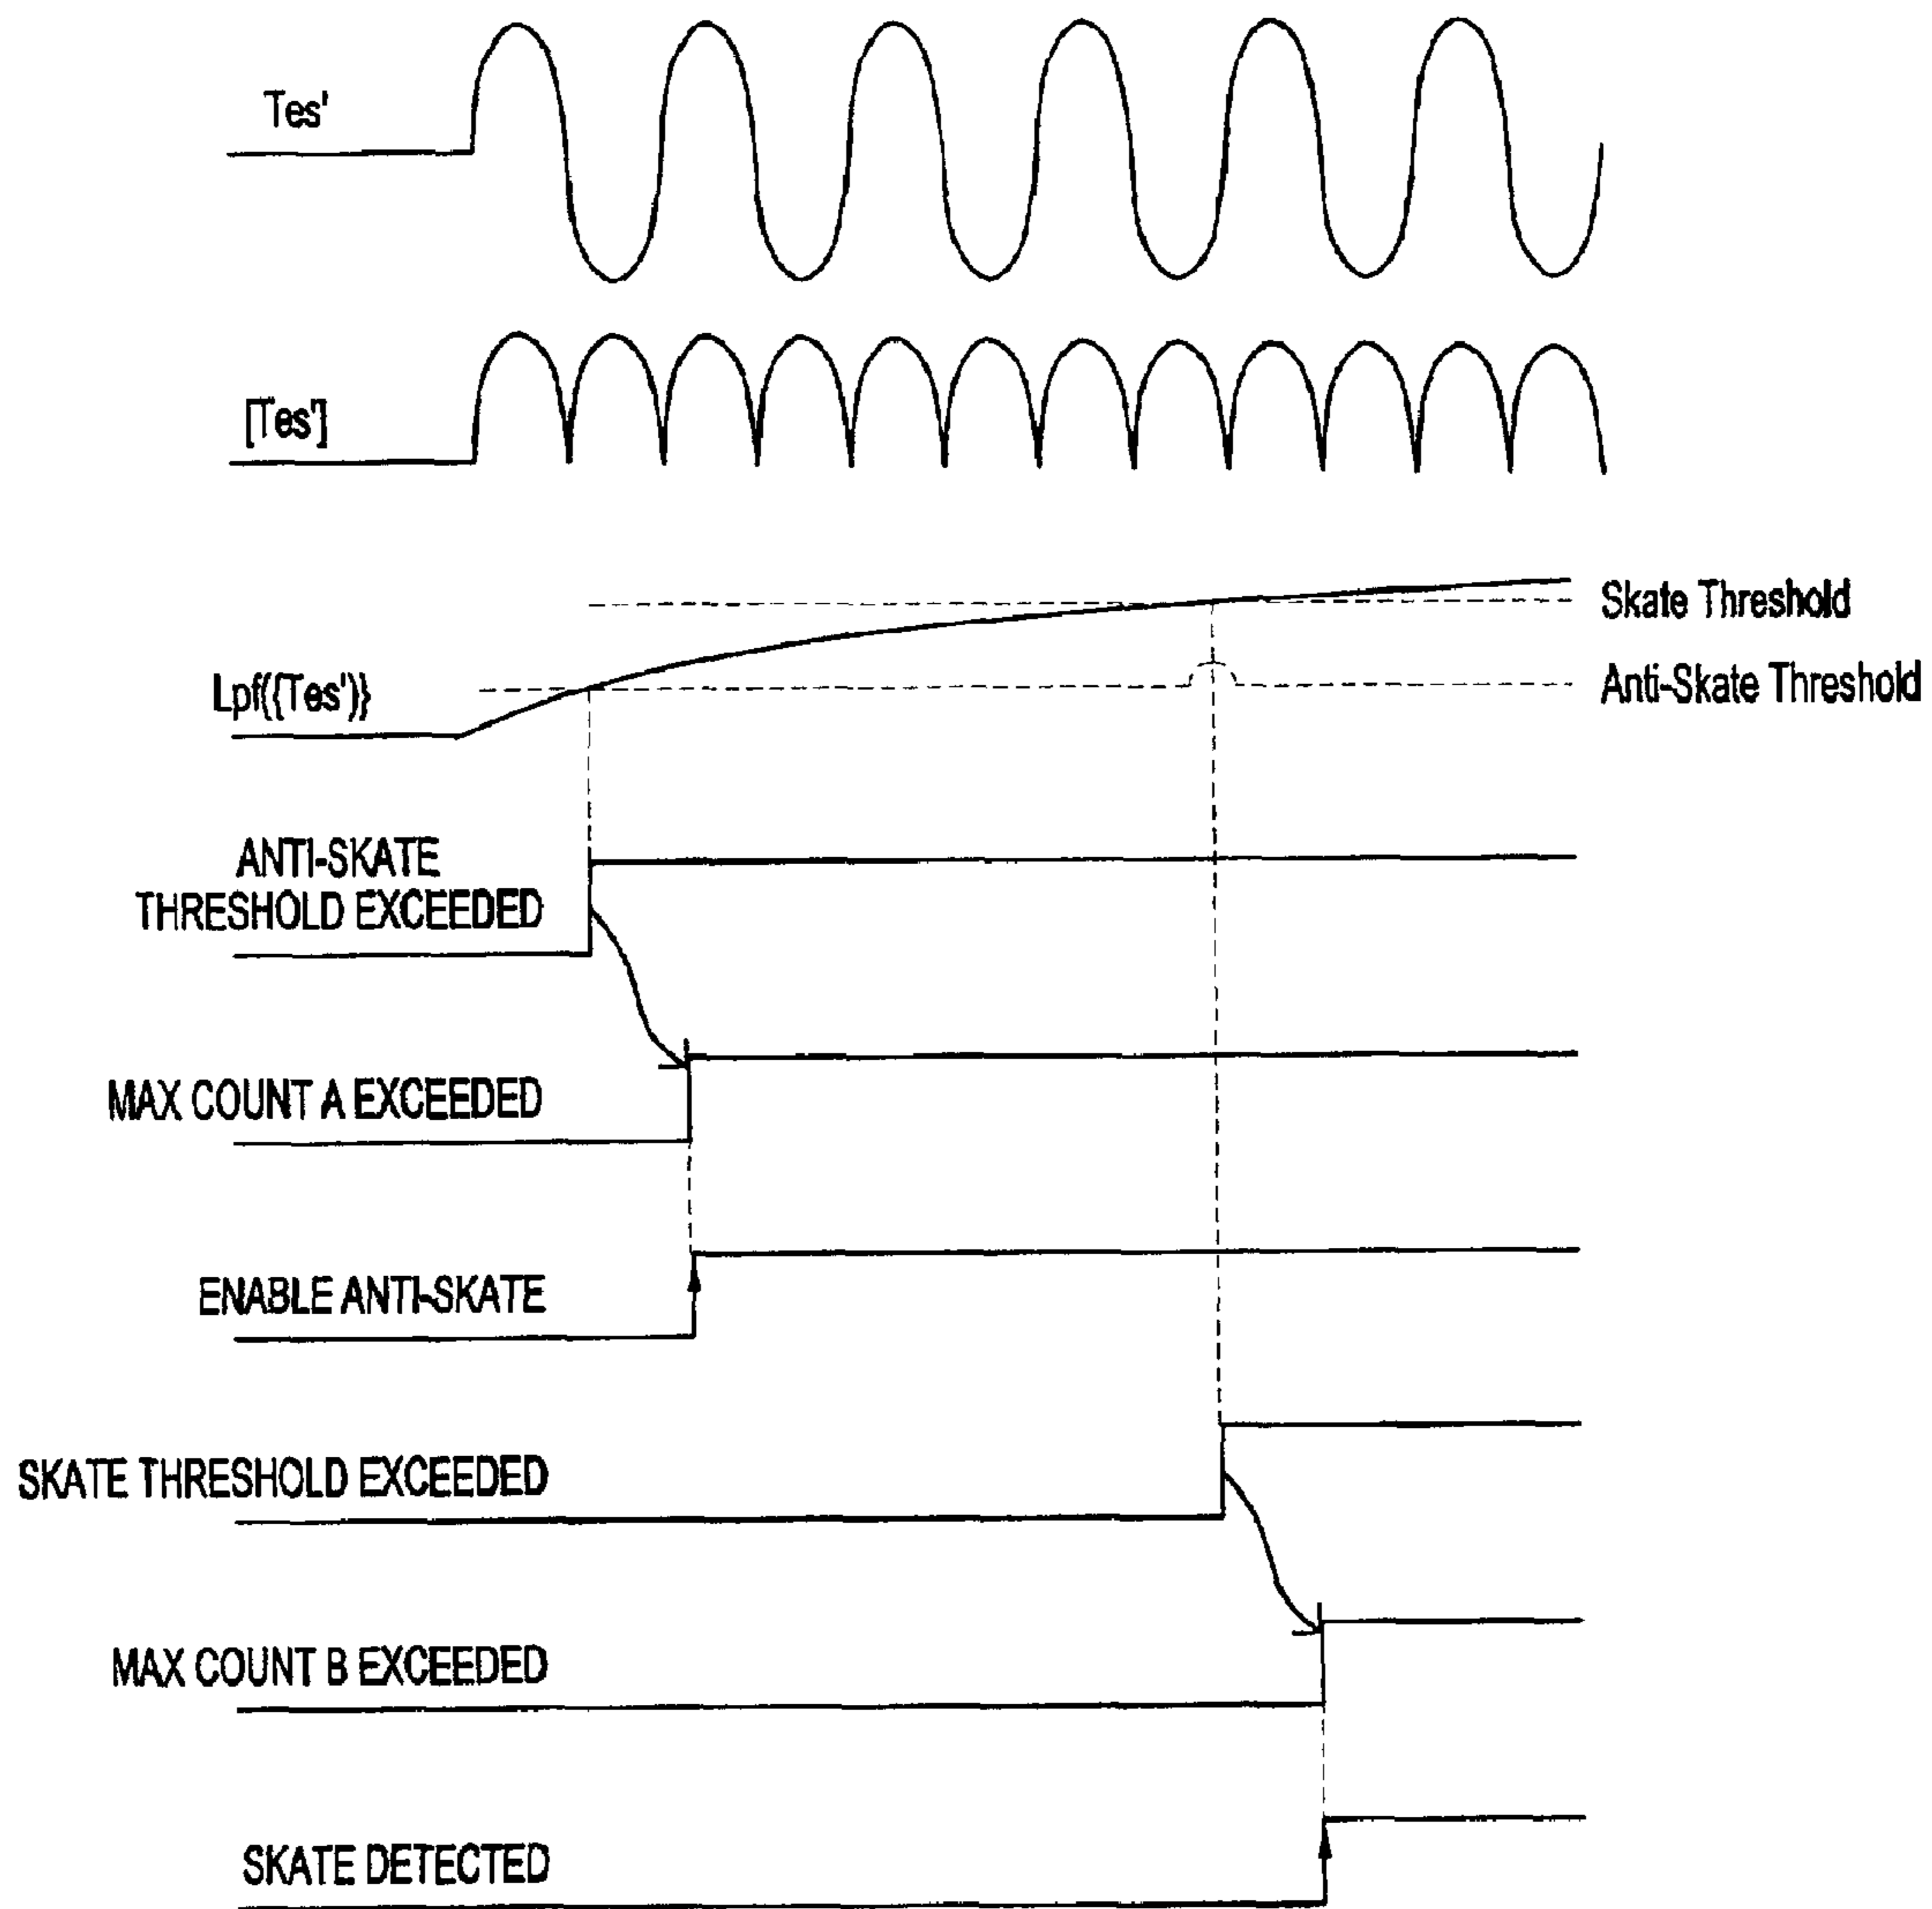 Tes'
[Tes']
Skate Threshold
Lpf({Tes')}
Anti-Skate Threshold
ANTI-SKATE
THRESHOLD EXCEEDED
MAX COUNT A EXCEEDED
ENABLE ANTI-SKATE
SKATE THRESHOLD EXCEEDED
MAX COUNT B EXCEEDED
SKATE DETECTED